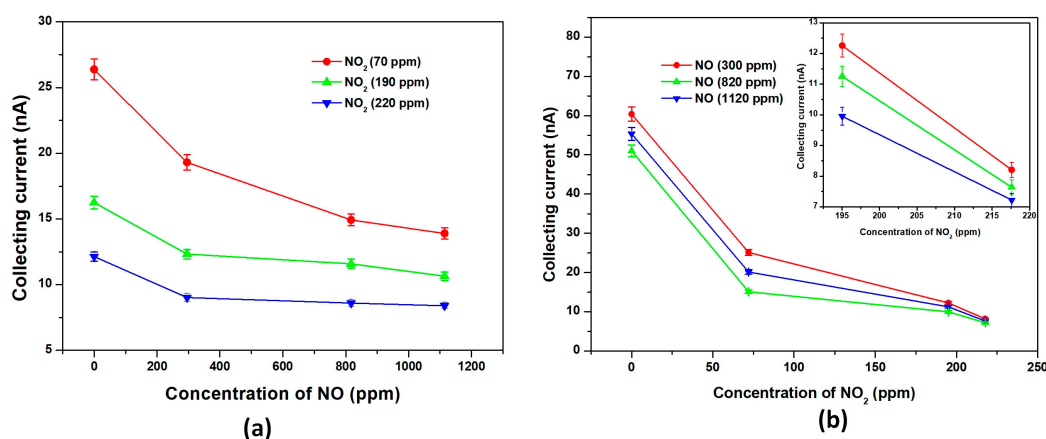 30
25
20
15
10
5
0 200 400 600 800 1000 1200
Collecting current (nA)
Concentration of NO (ppm)
NO₂ (70 ppm)
NO₂ (190 ppm)
NO₂ (220 ppm)
(a)
80
70
60
50
40
30
20
10
0
0 50 100 150 200 250
Collecting current (nA)
Concentration of NO₂ (ppm)
NO (300 ppm)
NO (820 ppm)
NO (1120 ppm)
13
12
11
10
9
8
7
195 200 205 210 215 220
Collecting current (nA)
Concentration of NO₂ (ppm)
(b)